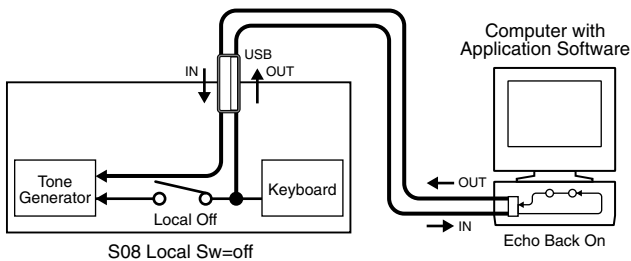 Computer with
Application Software
USB
IN
OUT
Tone
Generator
Keyboard
Local Off
OUT
IN
Echo Back On
S08 Local Sw=off